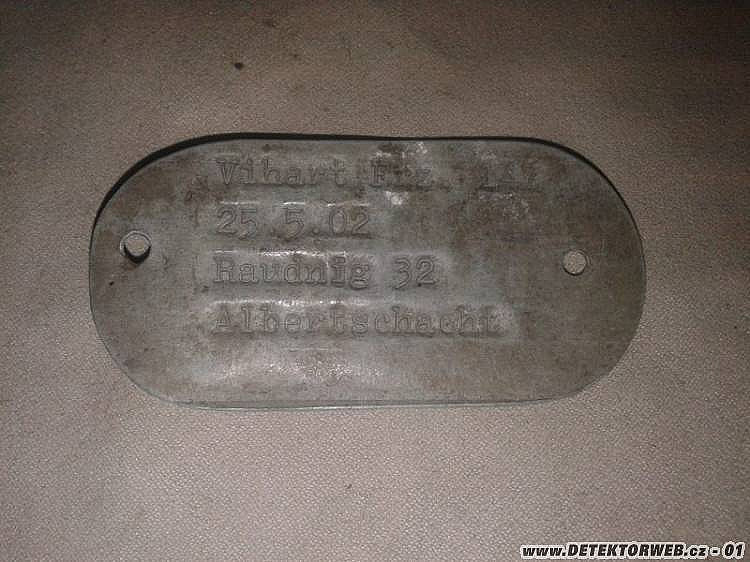 Vihart Frz.
25.5.02
Raudnig 32
Albertschacht
www.DETEKTORWEB.cz - 01